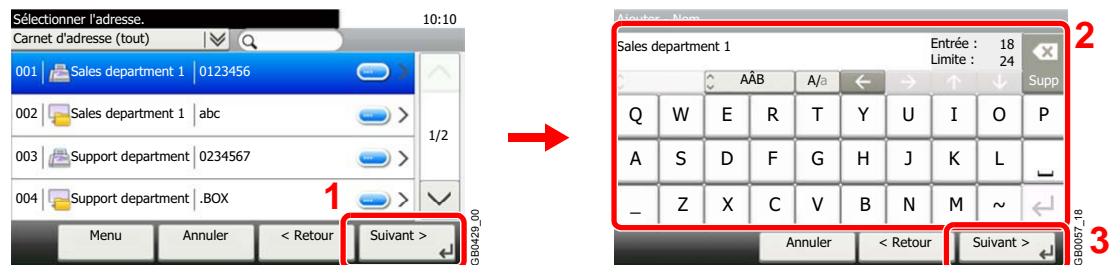 Sélectionner l'adresse. 10:10
Carnet d'adresse (tout)
001 Sales department 1 0123456
002 Sales department 1 abc
003 Support department 0234567
004 Support department .BOX
1/2
1
Menu Annuler < Retour Suivant >
GB0429_00
Ajouter - Nom
2
Sales department 1 Entrée : 18
Limite : 24
AÂB A/a Supp
Q W E R T Y U I O P
A S D F G H J K L
_ Z X C V B N M ~
Annuler < Retour Suivant >
3
GB0057_18